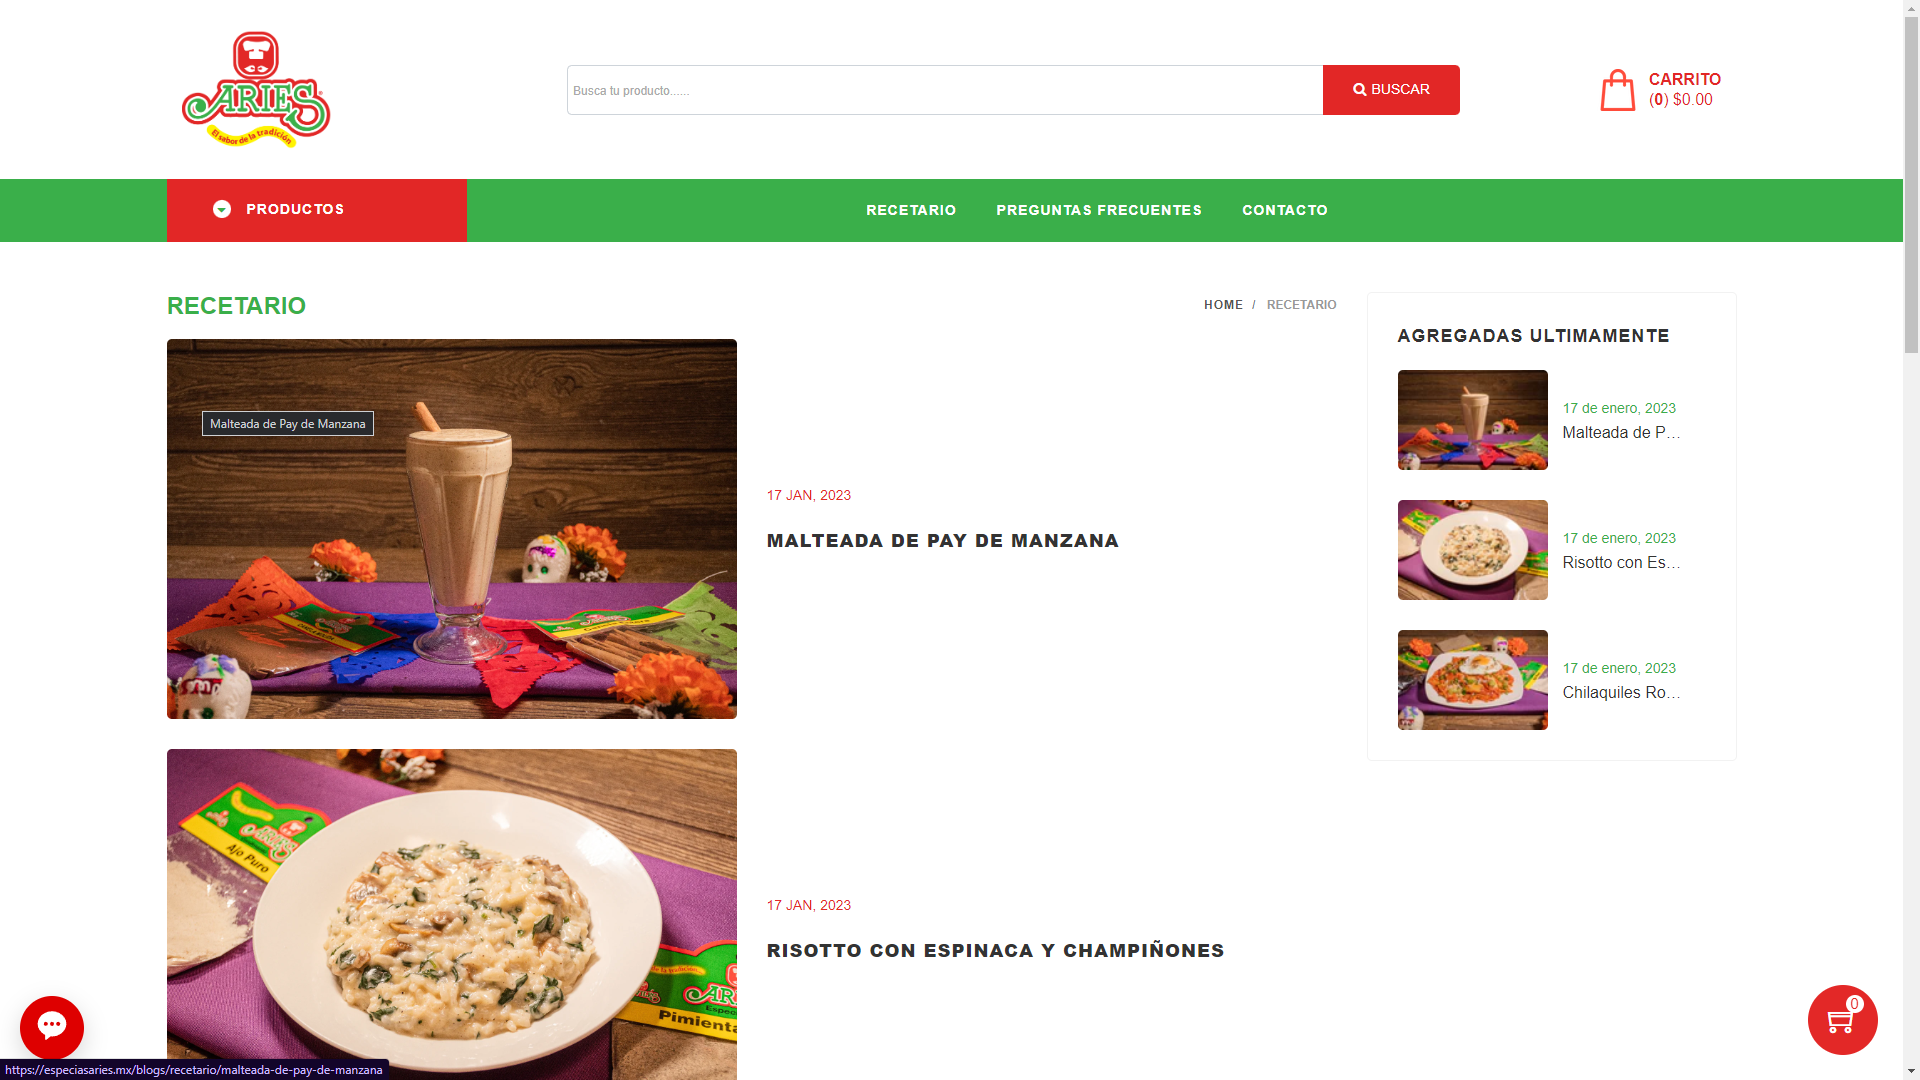 ARIES
El sabor de la tradición
Busca tu producto......
BUSCAR
CARRITO
(0) $0.00
PRODUCTOS
RECETARIO
PREGUNTAS FRECUENTES
CONTACTO
RECETARIO
HOME / RECETARIO
AGREGADAS ULTIMAMENTE
17 de enero, 2023
Malteada de P...
17 de enero, 2023
Risotto con Es...
17 de enero, 2023
Chilaquiles Ro...
Malteada de Pay de Manzana
17 JAN, 2023
MALTEADA DE PAY DE MANZANA
Ajo Puro
Pimienta
17 JAN, 2023
RISOTTO CON ESPINACA Y CHAMPIÑONES
0
https://especiasaries.mx/blogs/recetario/malteada-de-pay-de-manzana